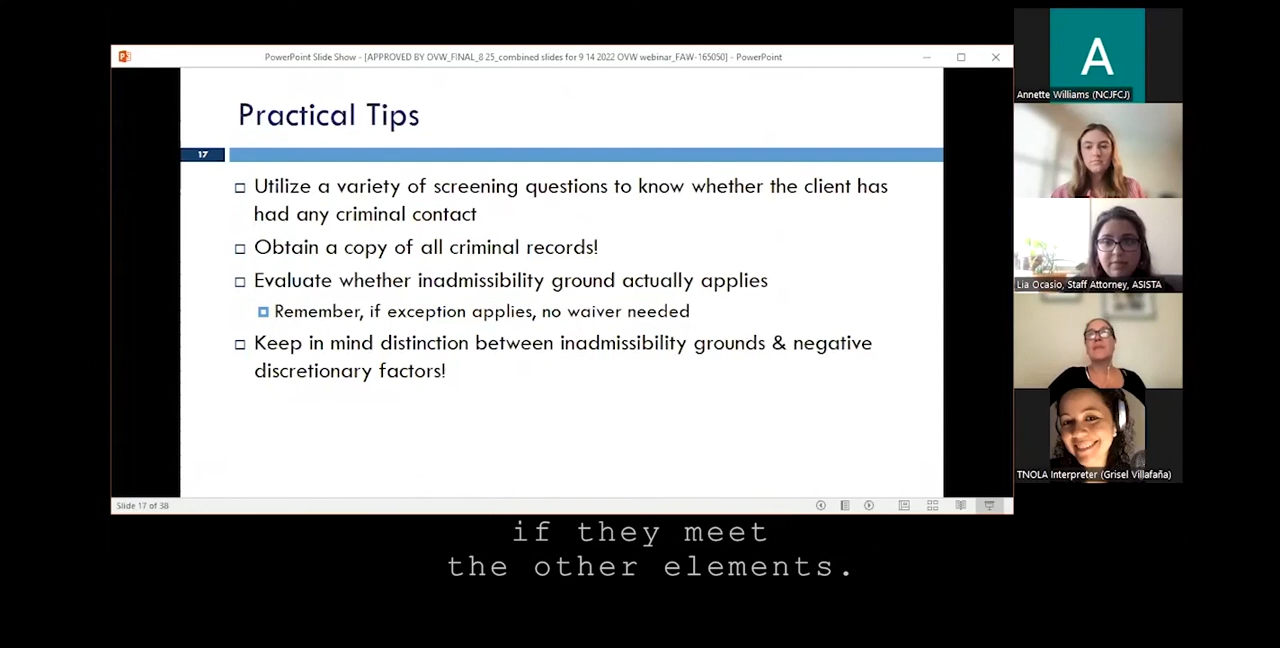 PowerPoint Slide Show - [APPROVED BY OVW_FINAL_8 25_combined slides for 9 14 2022 OVW webinar_FAW-165050] - PowerPoint
Practical Tips
17
Utilize a variety of screening questions to know whether the client has
had any criminal contact
Obtain a copy of all criminal records!
Evaluate whether inadmissibility ground actually applies
Remember, if exception applies, no waiver needed
Keep in mind distinction between inadmissibility grounds & negative
discretionary factors!
Slide 17 of 38
A
Annette Williams (NCJFCJ)
Lia Ocasio, Staff Attorney, ASISTA
TNOLA Interpreter (Grisel Villafaña)
if they meet
the other elements.